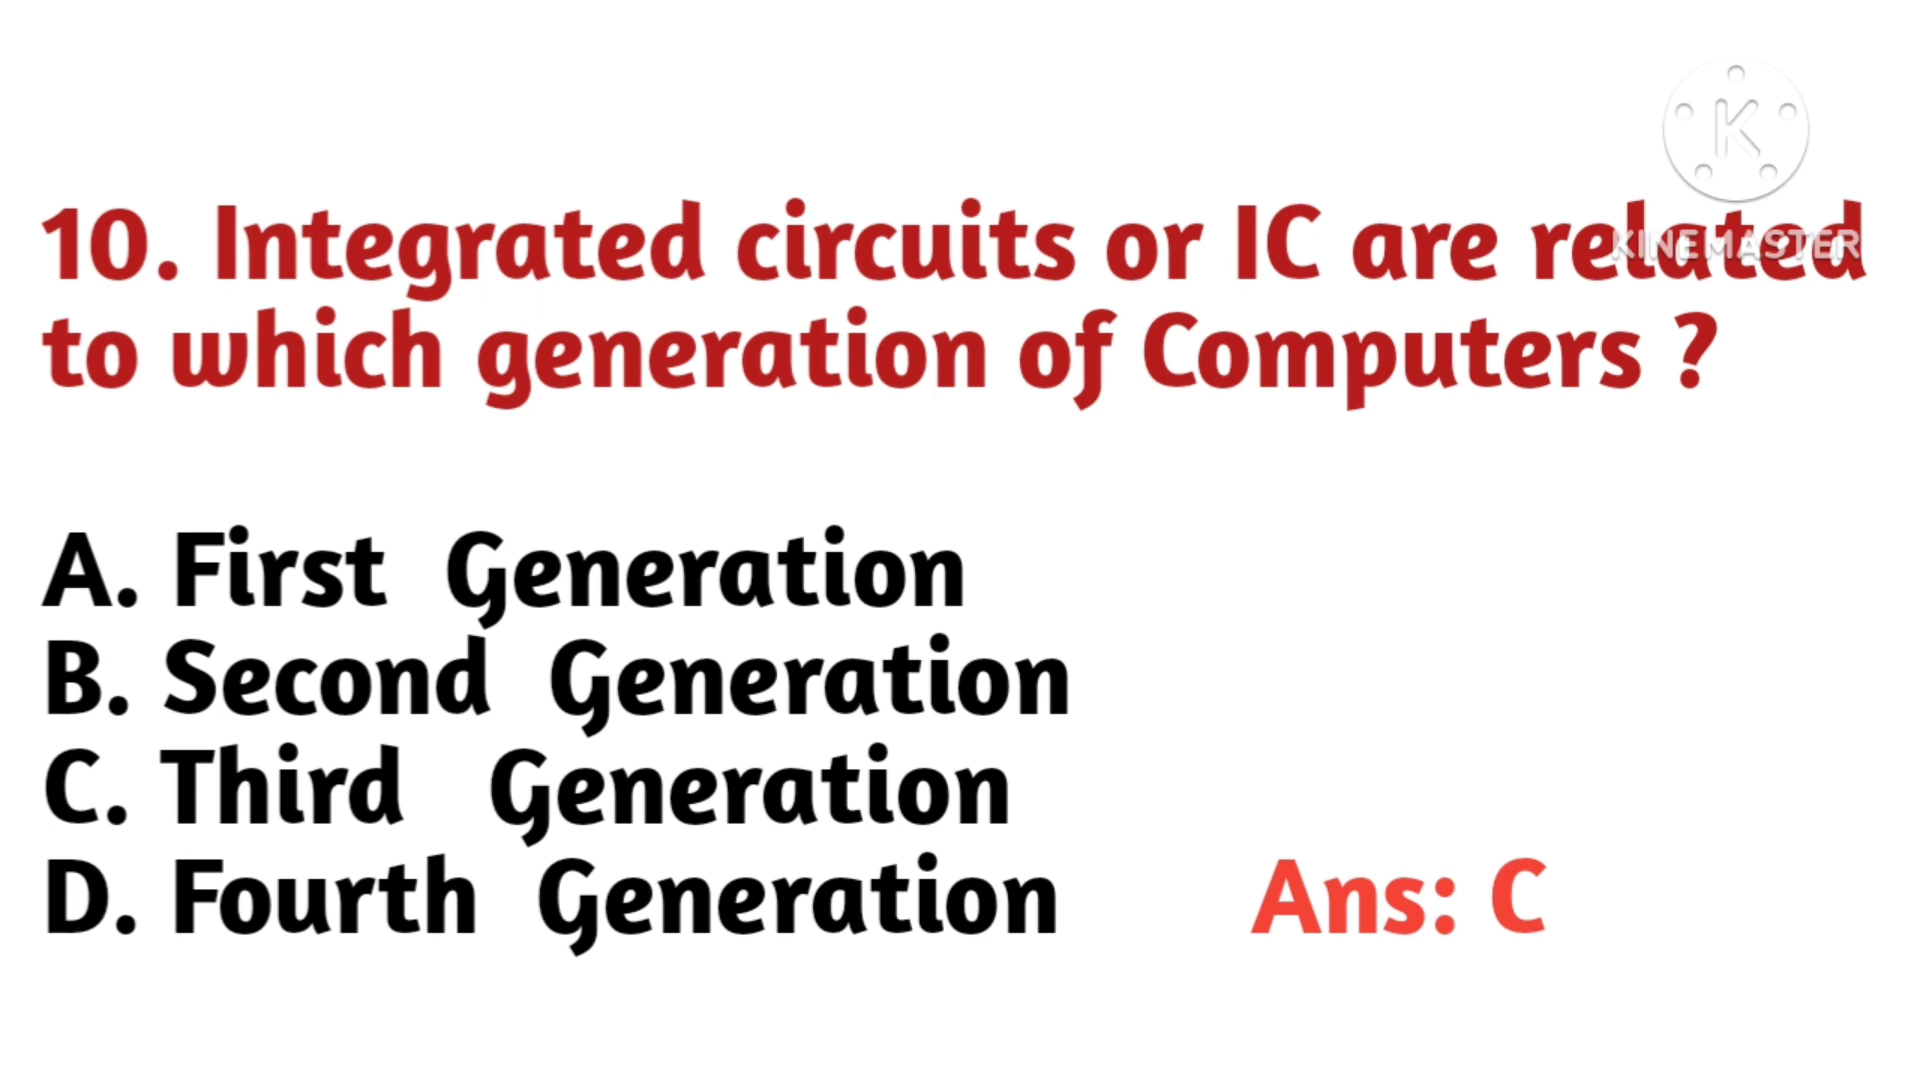 K
KINEMASTER
10. Integrated circuits or IC are related
to which generation of Computers ?
A. First Generation
B. Second Generation
C. Third Generation
D. Fourth Generation
Ans: C